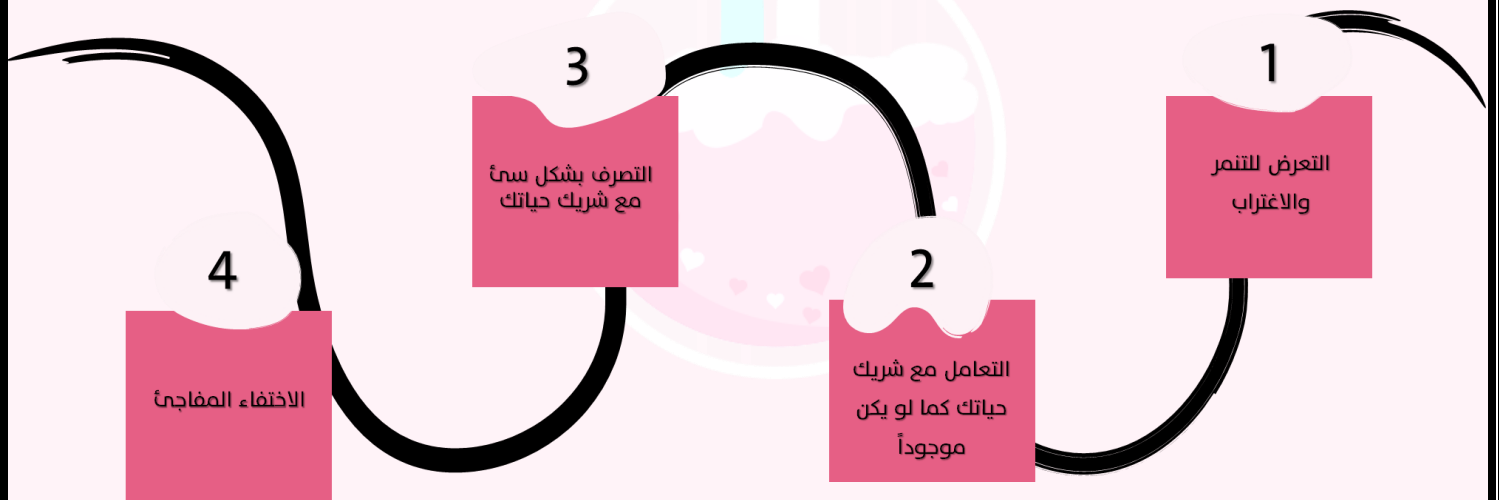 1
التعرض للتنمر
والاغتراب
2
التعامل مع شريك
حياتك كما لو يكن
موجوداً
3
التصرف بشكل سئ
مع شريك حياتك
4
الاختفاء المفاجئ